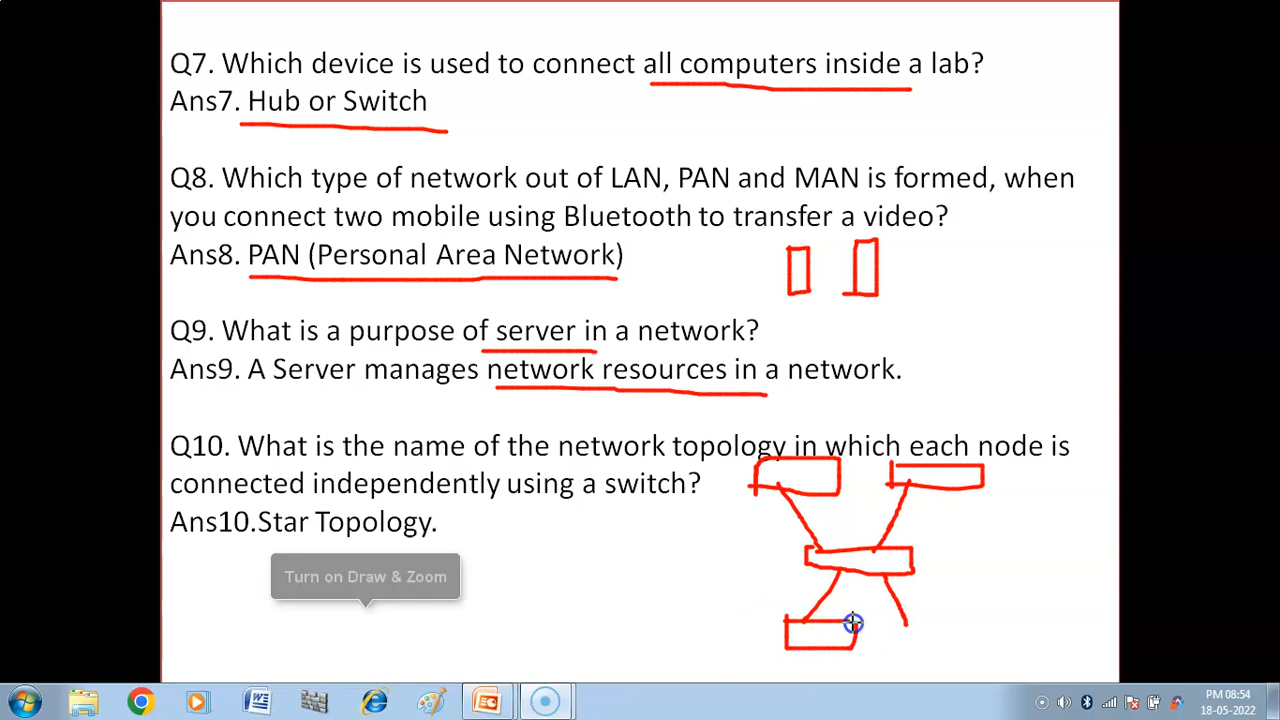 Q7. Which device is used to connect all computers inside a lab?
Ans7. Hub or Switch
Q8. Which type of network out of LAN, PAN and MAN is formed, when
you connect two mobile using Bluetooth to transfer a video?
Ans8. PAN (Personal Area Network)
Q9. What is a purpose of server in a network?
Ans9. A Server manages network resources in a network.
Q10. What is the name of the network topology in which each node is
connected independently using a switch?
Ans10.Star Topology.
Turn on Draw & Zoom
PM 08:54
18-05-2022